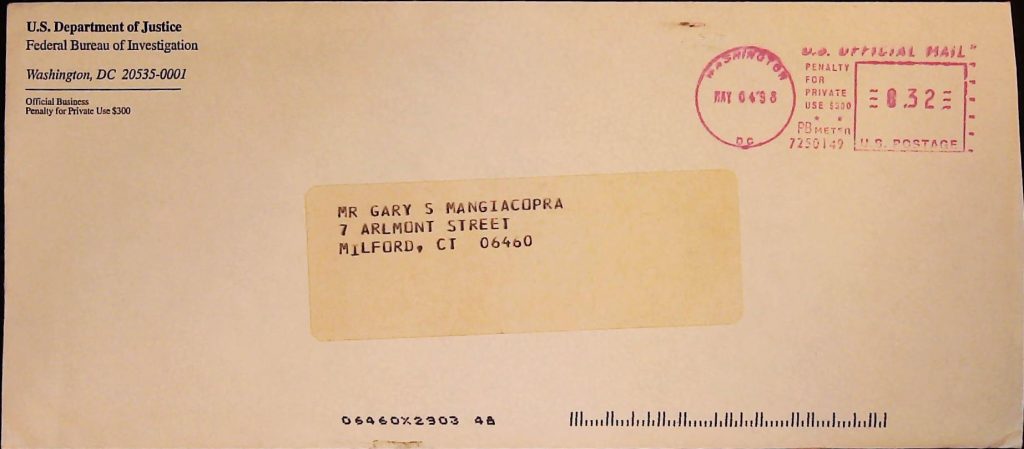 U.S. Department of Justice
Federal Bureau of Investigation
Washington, DC 20535-0001
Official Business
Penalty for Private Use $300
WASHINGTON
MAY 04'98
DC
U.S. OFFICIAL MAIL
PENALTY
FOR
PRIVATE
USE $300
PB METER
7250149
0.32
U.S. POSTAGE
MR GARY S MANGIACOPRA
7 ARLMONT STREET
MILFORD, CT 06460
06460%2903 48